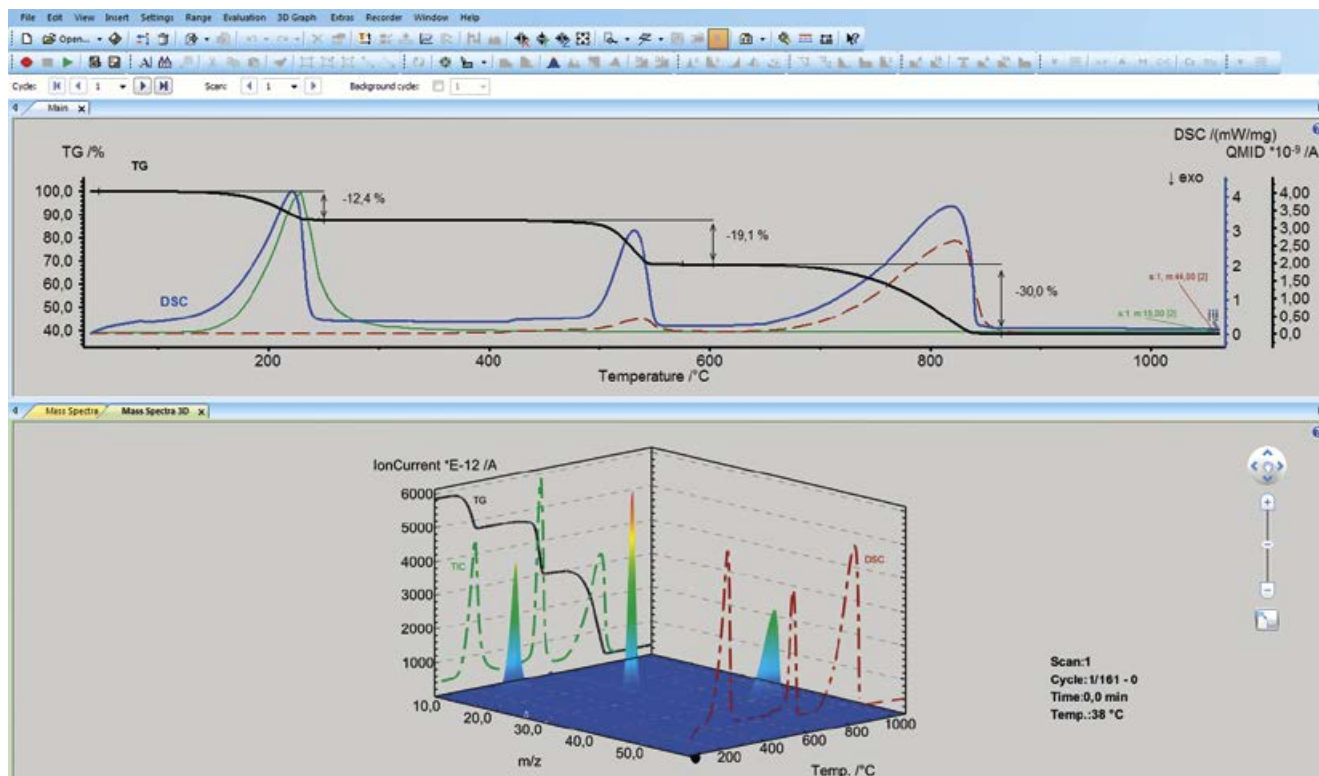 File Edit View Insert Settings Range Evaluation 3D Graph Extras Recorder Window Help
Open...
Cycle: 1 Scan: 1 Background cycle: 1
Main x
TG /%
TG
DSC /(mW/mg)
QMID *10-9 /A
↓ exo
100,0
90,0
80,0
70,0
60,0
50,0
40,0
-12,4 %
-19,1 %
-30,0 %
DSC
4
3
2
1
0
4,00
3,50
3,00
2,50
2,00
1,50
1,00
0,50
0,0
s:1, m:44,00 [2]
200 400 600 800 1000
Temperature /°C
Mass Spectra Mass Spectra 3D x
IonCurrent *E-12 /A
6000
5000
4000
3000
2000
1000
TG
TIC
DSC
10,0 20,0 30,0 40,0 50,0
m/z
200 400 600 800 1000
Temp. /°C
Scan:1
Cycle:1/161 - 0
Time:0,0 min
Temp.:38 °C